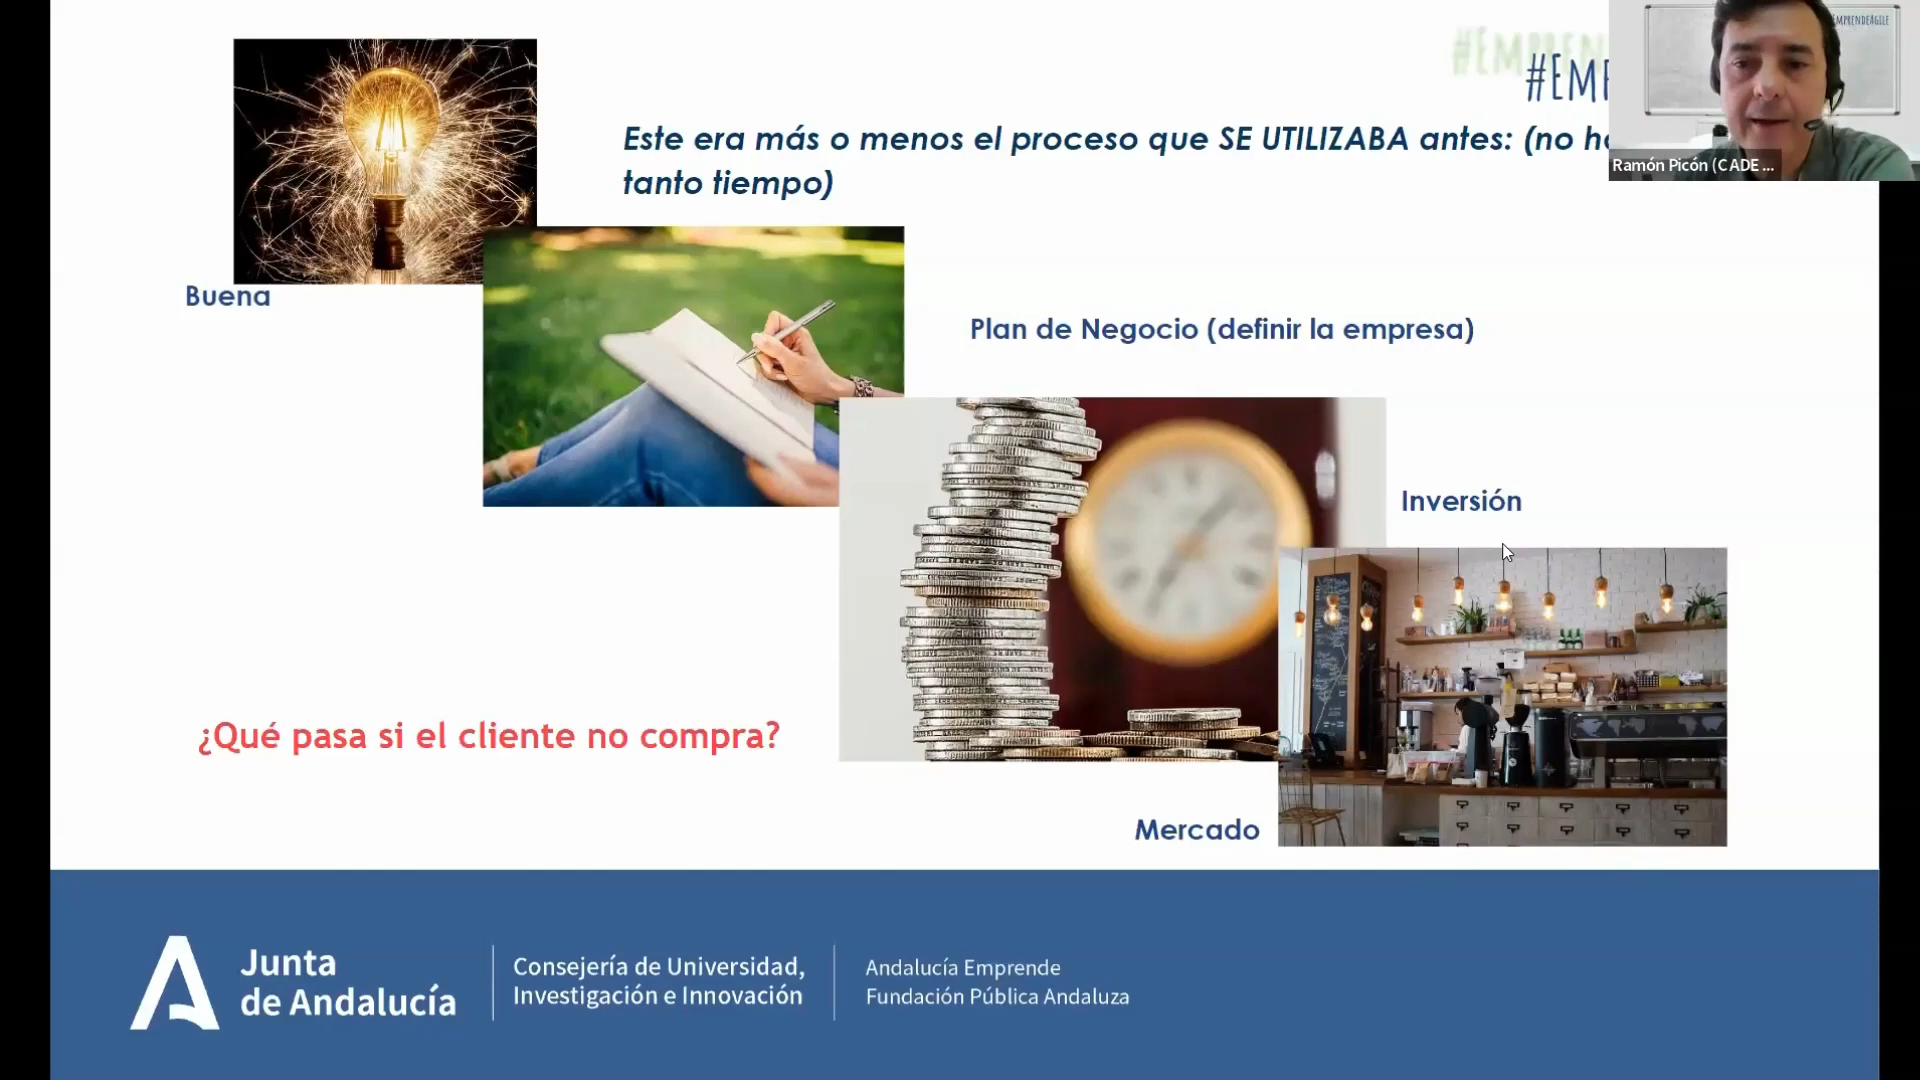 #EMPRENDEAGILE
#EMP
Este era más o menos el proceso que SE UTILIZABA antes: (no h
tanto tiempo)
Ramón Picón (CADE ...
Buena
Plan de Negocio (definir la empresa)
Inversión
¿Qué pasa si el cliente no compra?
Mercado
Junta
de Andalucía
Consejería de Universidad,
Investigación e Innovación
Andalucía Emprende
Fundación Pública Andaluza